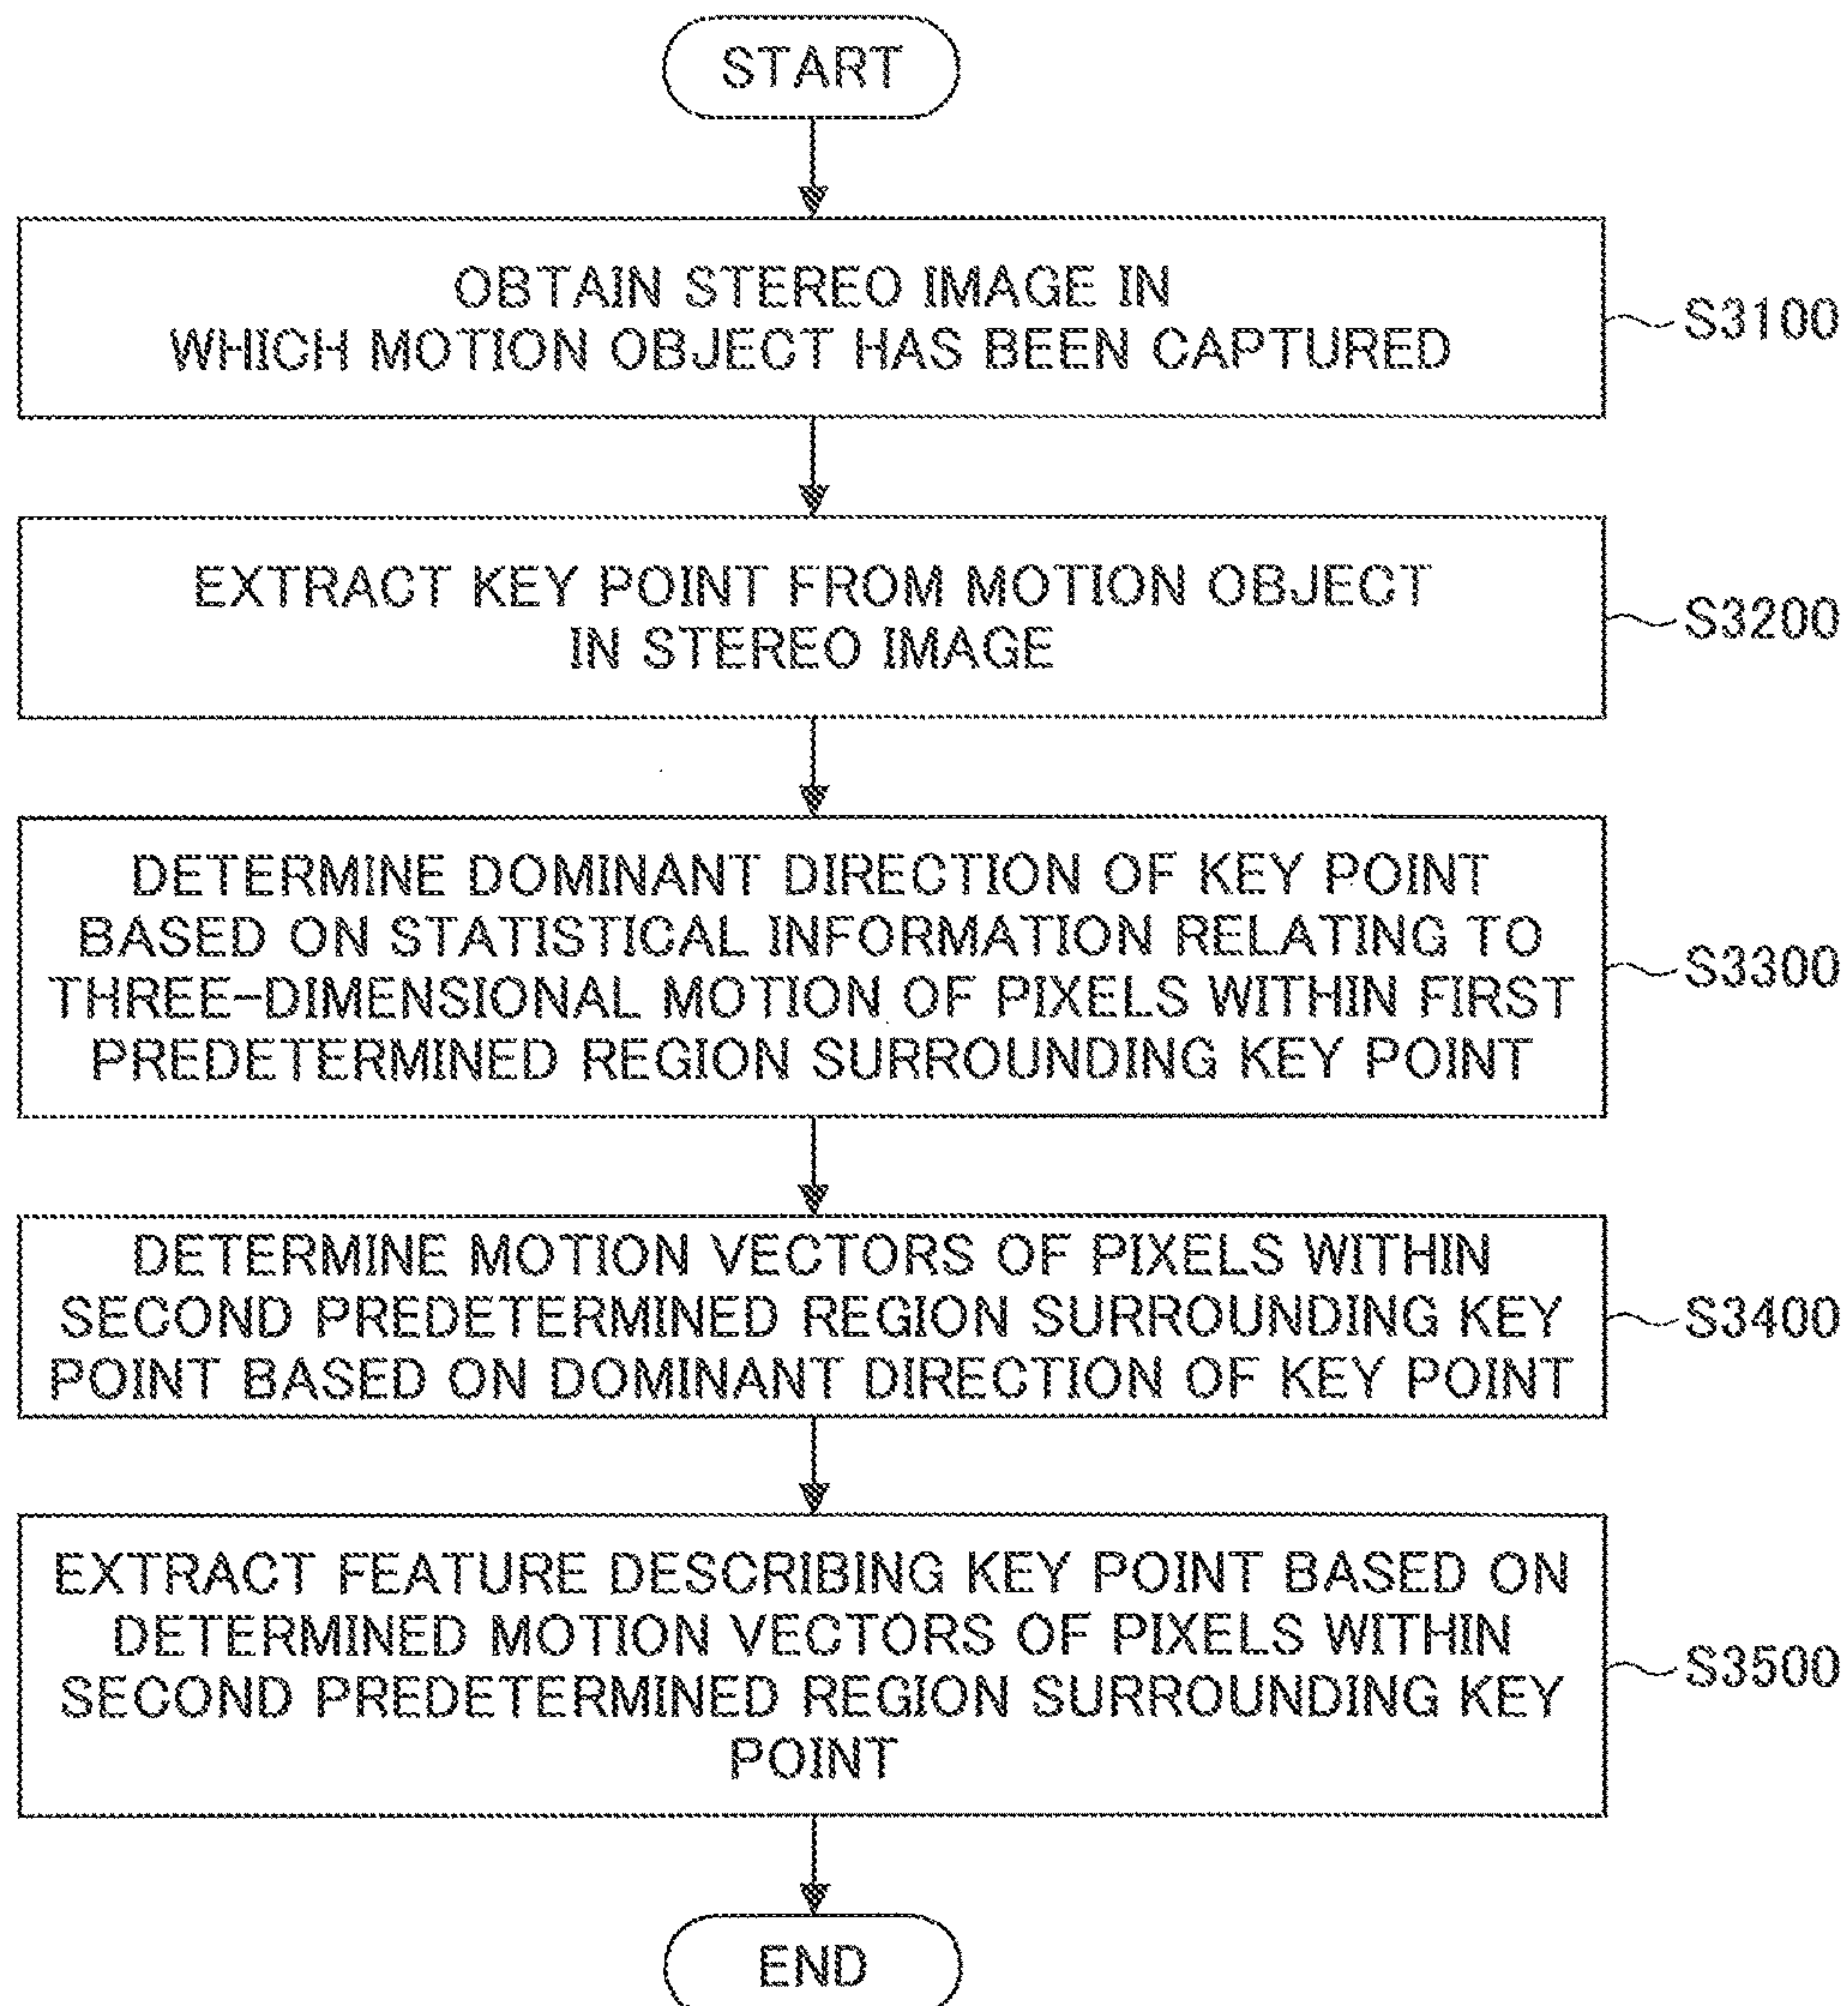 START
OBTAIN STEREO IMAGE IN
WHICH MOTION OBJECT HAS BEEN CAPTURED
S3100
EXTRACT KEY POINT FROM MOTION OBJECT
IN STEREO IMAGE
S3200
DETERMINE DOMINANT DIRECTION OF KEY POINT
BASED ON STATISTICAL INFORMATION RELATING TO
THREE-DIMENSIONAL MOTION OF PIXELS WITHIN FIRST
PREDETERMINED REGION SURROUNDING KEY POINT
S3300
DETERMINE MOTION VECTORS OF PIXELS WITHIN
SECOND PREDETERMINED REGION SURROUNDING KEY
POINT BASED ON DOMINANT DIRECTION OF KEY POINT
S3400
EXTRACT FEATURE DESCRIBING KEY POINT BASED ON
DETERMINED MOTION VECTORS OF PIXELS WITHIN
SECOND PREDETERMINED REGION SURROUNDING KEY
POINT
S3500
END